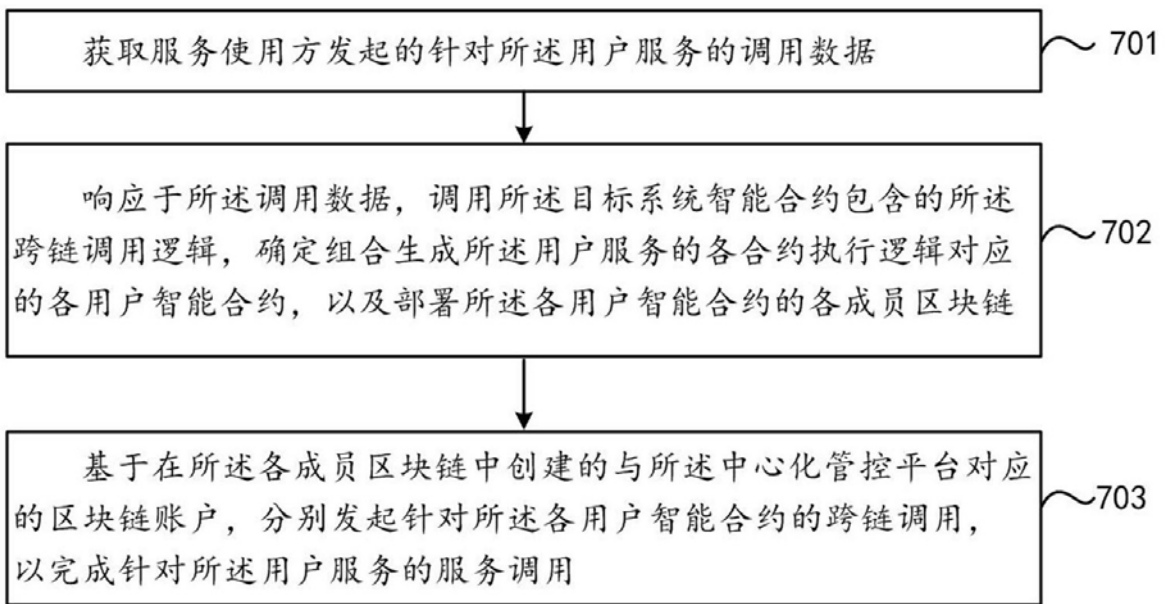 获取服务使用方发起的针对所述用户服务的调用数据
701
响应于所述调用数据，调用所述目标系统智能合约包含的所述
跨链调用逻辑，确定组合生成所述用户服务的各合约执行逻辑对应
的各用户智能合约，以及部署所述各用户智能合约的各成员区块链
702
基于在所述各成员区块链中创建的与所述中心化管控平台对应
的区块链账户，分别发起针对所述各用户智能合约的跨链调用，
以完成针对所述用户服务的服务调用
703